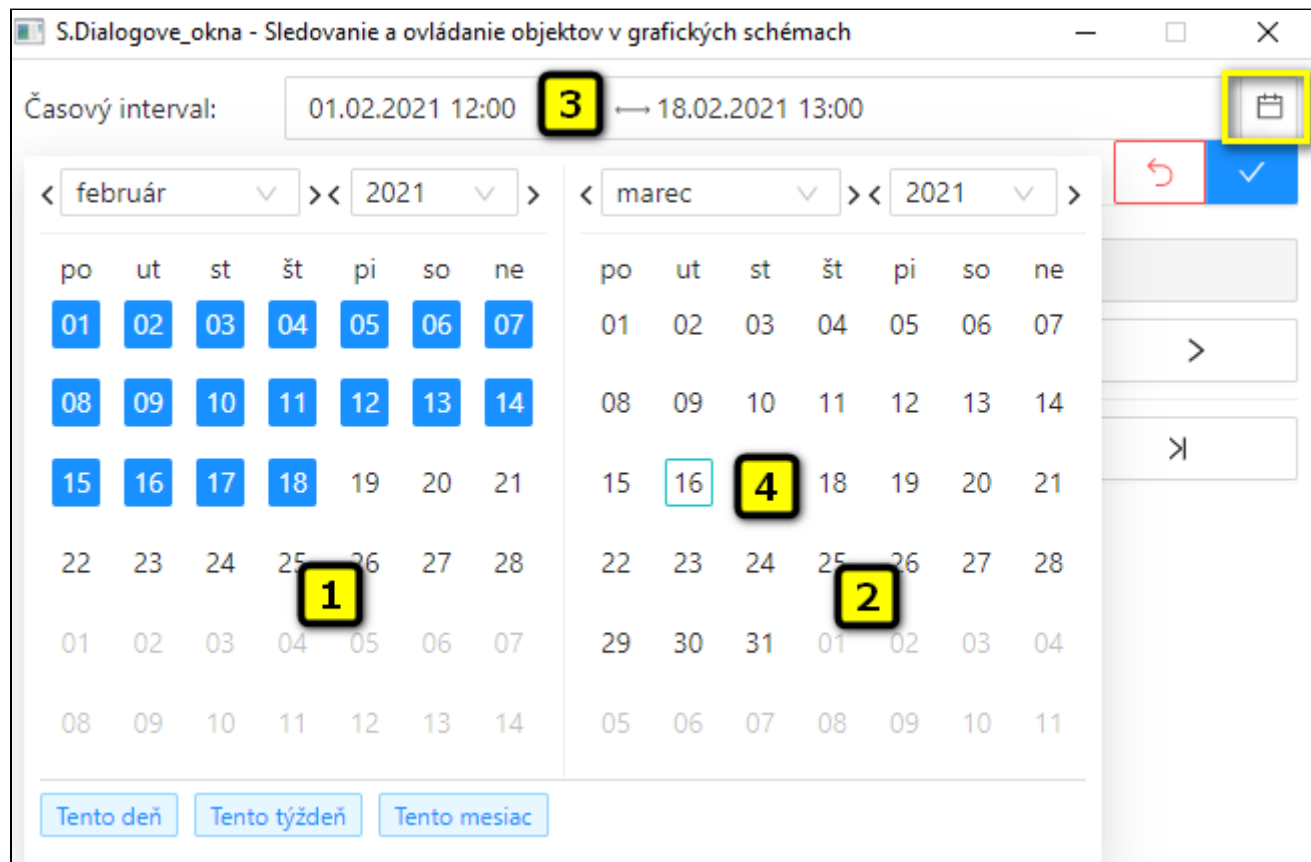 S.Dialogove_okna - Sledovanie a ovládanie objektov v grafických schémach
Časový interval: 01.02.2021 12:00 3 18.02.2021 13:00
február 2021 marec 2021
po ut st št pi so ne po ut st št pi so ne
01 02 03 04 05 06 07 01 02 03 04 05 06 07
08 09 10 11 12 13 14 08 09 10 11 12 13 14
15 16 17 18 19 20 21 15 16 4 18 19 20 21
22 23 24 25 26 27 28 22 23 24 25 26 27 28
1 2
01 02 03 04 05 06 07 29 30 31 01 02 03 04
08 09 10 11 12 13 14 05 06 07 08 09 10 11
Tento deň Tento týždeň Tento mesiac